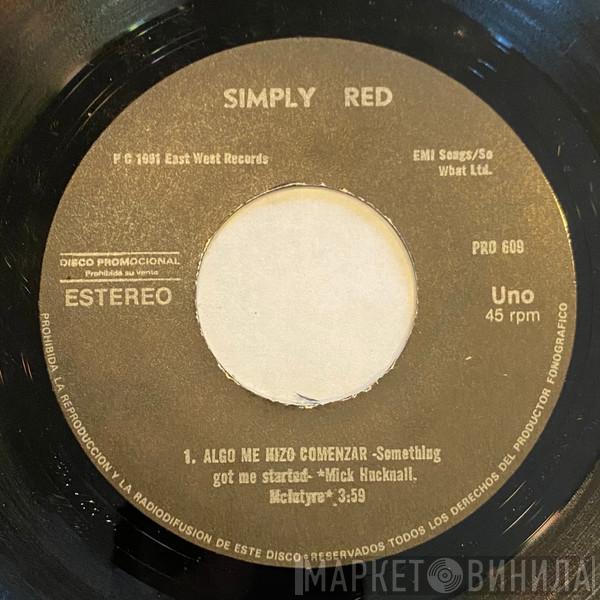 SIMPLY RED
P C 1991 East West Records
EMI Songs/So
What Ltd.
DISCO PROMOCIONAL
Prohibida su venta
ESTEREO
PRO 609
Uno
45 rpm
1. ALGO ME HIZO COMENZAR -Something
got me started- *Mick Hucknall,
McIntyre* 3:59
PROHIBIDA LA REPRODUCCION Y LA RADIODIFUSION DE ESTE DISCO•RESERVADOS TODOS LOS DERECHOS DEL PRODUCTOR FONOGRAFICO
МАРКЕТ ВИНИЛА